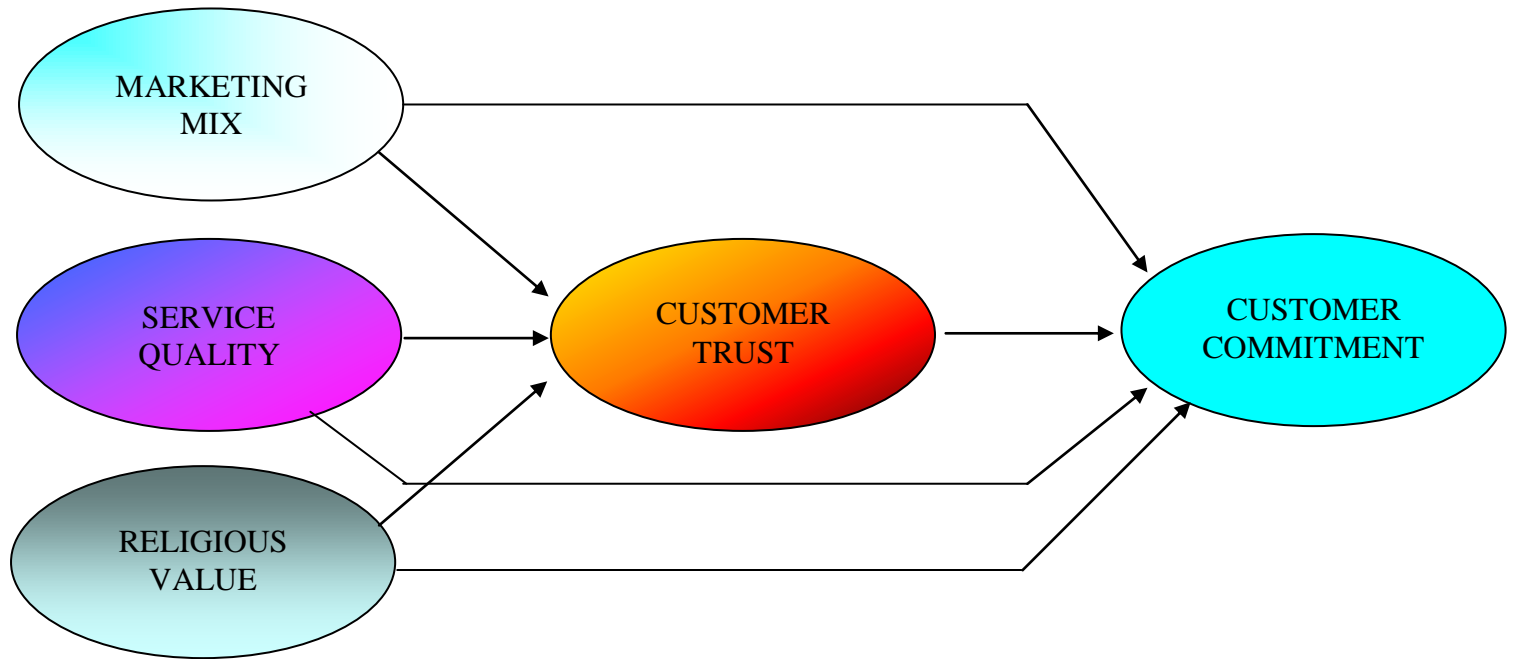 MARKETING
MIX
SERVICE
QUALITY
CUSTOMER
TRUST
CUSTOMER
COMMITMENT
RELIGIOUS
VALUE